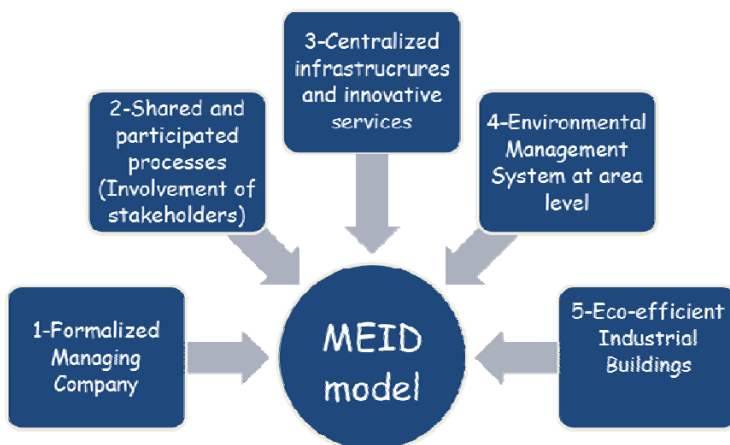 1-Formalized
Managing
Company
2-Shared and
participated
processes
(Involvement of
stakeholders)
3-Centralized
infrastrucrures
and innovative
services
4-Environmental
Management
System at area
level
5-Eco-efficient
Industrial
Buildings
MEID
model